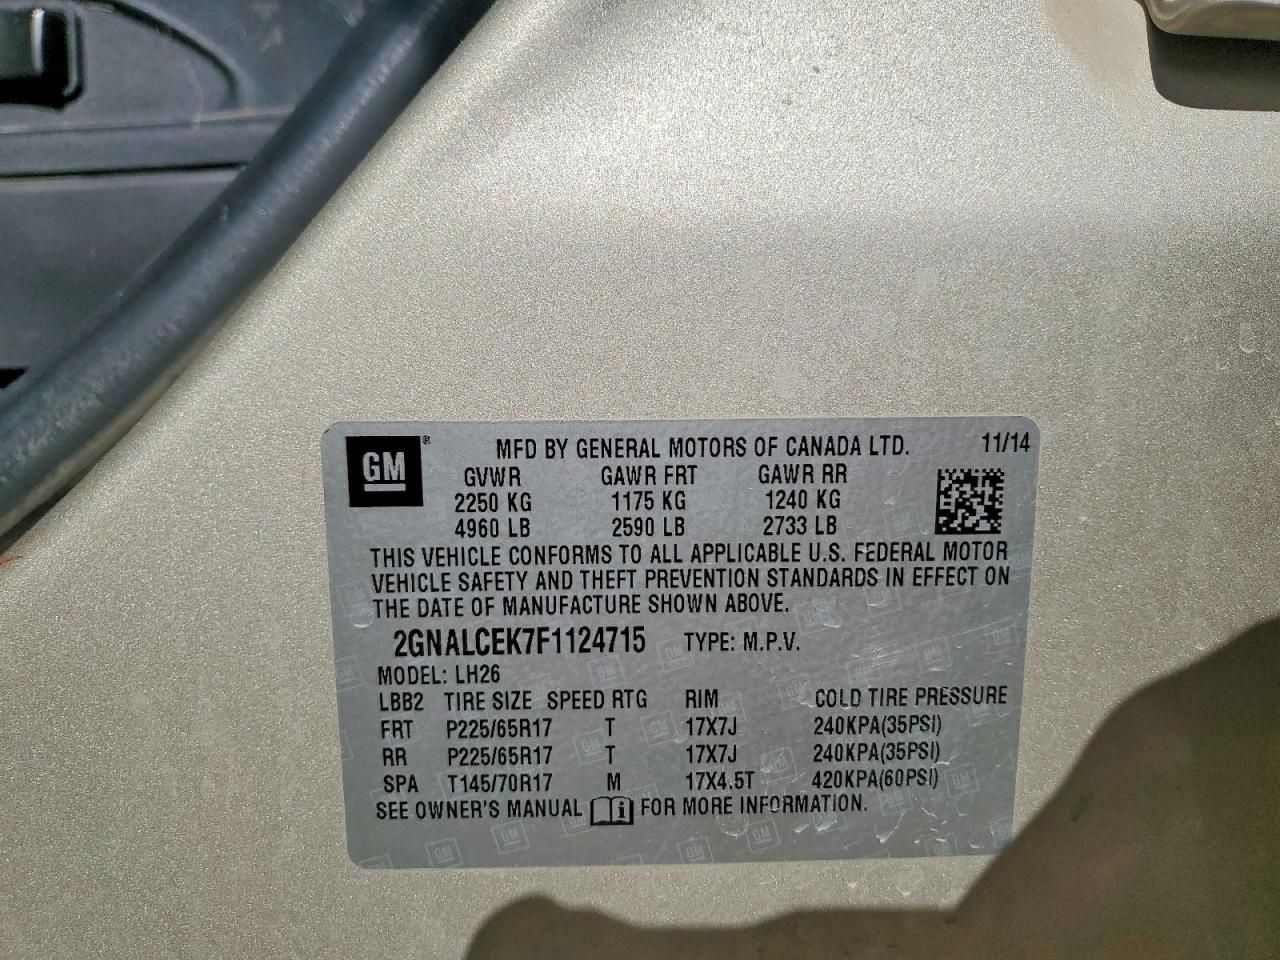 GM ® MFD BY GENERAL MOTORS OF CANADA LTD. 11/14
GVWR GAWR FRT GAWR RR
2250 KG 1175 KG 1240 KG
4960 LB 2590 LB 2733 LB
THIS VEHICLE CONFORMS TO ALL APPLICABLE U.S. FEDERAL MOTOR
VEHICLE SAFETY AND THEFT PREVENTION STANDARDS IN EFFECT ON
THE DATE OF MANUFACTURE SHOWN ABOVE.
2GNALCEK7F1124715 TYPE: M.P.V.
MODEL: LH26
LBB2 TIRE SIZE SPEED RTG RIM COLD TIRE PRESSURE
FRT P225/65R17 T 17X7J 240KPA(35PSI)
RR P225/65R17 T 17X7J 240KPA(35PSI)
SPA T145/70R17 M 17X4.5T 420KPA(60PSI)
SEE OWNER'S MANUAL i FOR MORE INFORMATION.